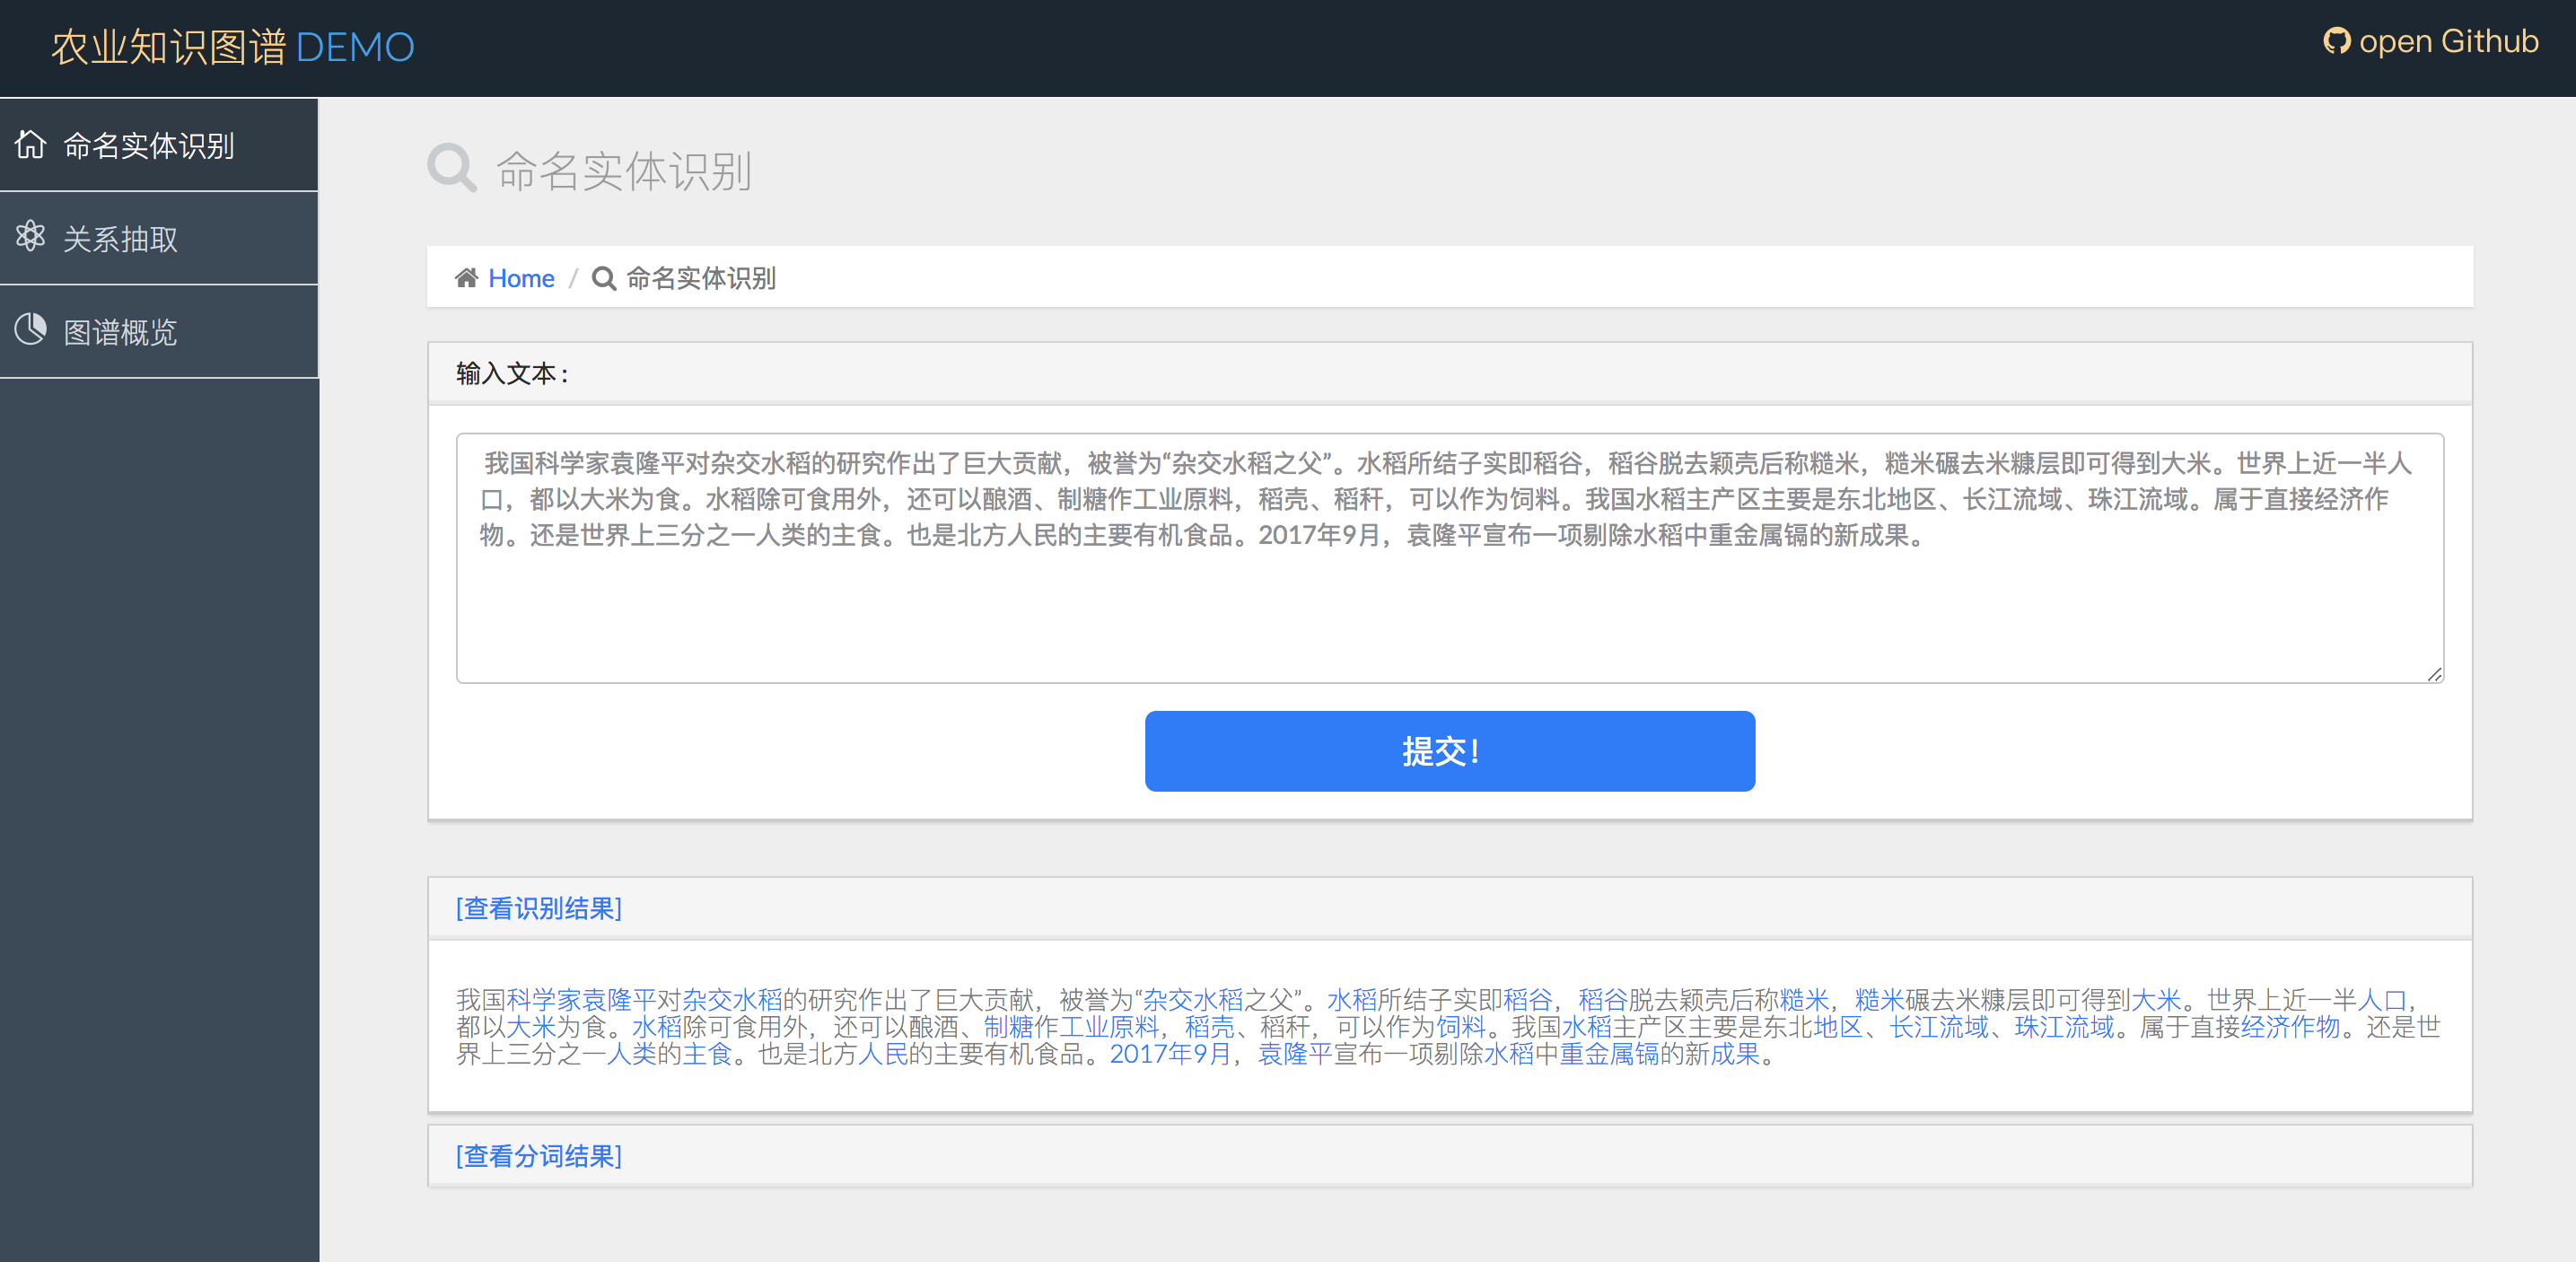 农业知识图谱 DEMO
open Github
命名实体识别
关系抽取
图谱概览
命名实体识别
Home / 命名实体识别
输入文本：
我国科学家袁隆平对杂交水稻的研究作出了巨大贡献，被誉为“杂交水稻之父”。水稻所结子实即稻谷，稻谷脱去颖壳后称糙米，糙米碾去米糠层即可得到大米。世界上近一半人
口，都以大米为食。水稻除可食用外，还可以酿酒、制糖作工业原料，稻壳、稻秆，可以作为饲料。我国水稻主产区主要是东北地区、长江流域、珠江流域。属于直接经济作
物。还是世界上三分之一人类的主食。也是北方人民的主要有机食品。2017年9月，袁隆平宣布一项剔除水稻中重金属镉的新成果。
提交！
[查看识别结果]
我国科学家袁隆平对杂交水稻的研究作出了巨大贡献，被誉为“杂交水稻之父”。水稻所结子实即稻谷，稻谷脱去颖壳后称糙米，糙米碾去米糠层即可得到大米。世界上近一半人口，
都以大米为食。水稻除可食用外，还可以酿酒、制糖作工业原料，稻壳、稻秆，可以作为饲料。我国水稻主产区主要是东北地区、长江流域、珠江流域。属于直接经济作物。还是世
界上三分之一人类的主食。也是北方人民的主要有机食品。2017年9月，袁隆平宣布一项剔除水稻中重金属镉的新成果。
[查看分词结果]